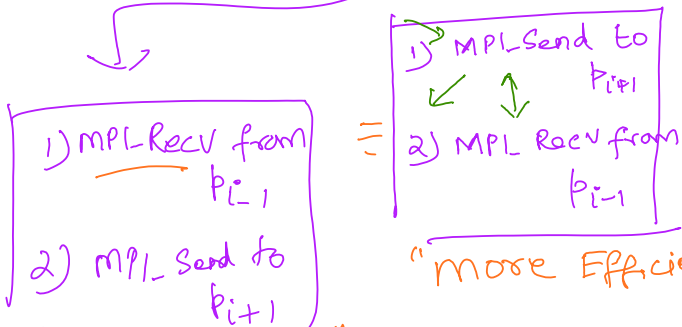 1) MPI_Recv from
Pi-1
2) MPI_Send to
Pi+1
=
1) MPI_Send to
Pi+1
2) MPI_Recv from
Pi-1
"More Effici